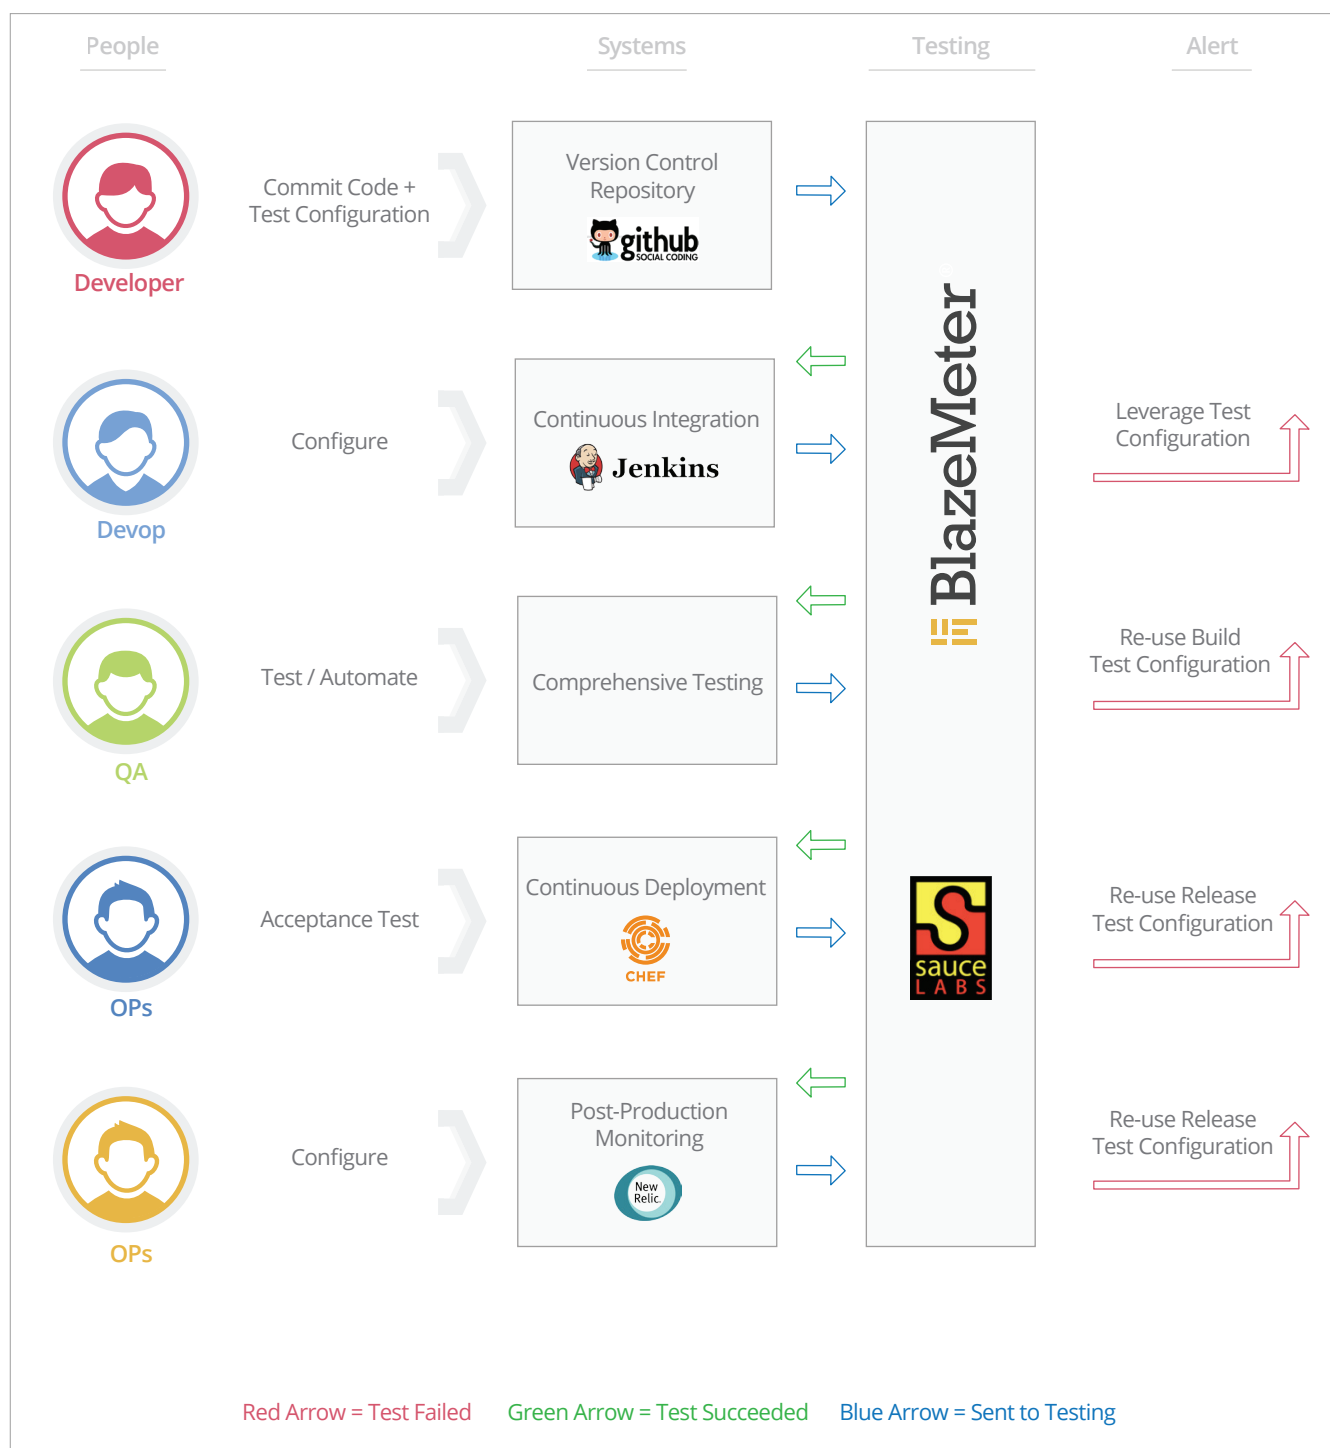 People
Systems
Testing
Alert
Commit Code +
Test Configuration
Version Control
Repository
github
SOCIAL CODING
Developer
BlazeMeter
Configure
Continuous Integration
Jenkins
Leverage Test
Configuration
Devop
Test / Automate
Comprehensive Testing
Re-use Build
Test Configuration
QA
Acceptance Test
Continuous Deployment
CHEF
S
sauce
LABS
Re-use Release
Test Configuration
OPs
Configure
Post-Production
Monitoring
New
Relic.
Re-use Release
Test Configuration
OPs
Red Arrow = Test Failed
Green Arrow = Test Succeeded
Blue Arrow = Sent to Testing